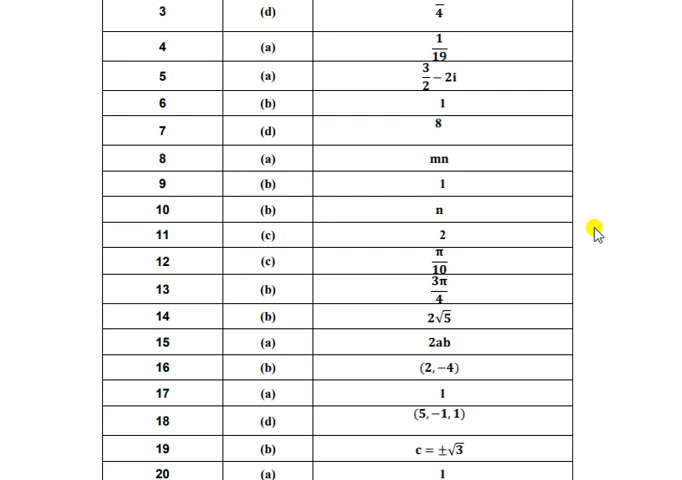 3 (d) 4
4 (a) 1/19
5 (a) 3/2 − 2i
6 (b) 1
7 (d) 8
8 (a) mn
9 (b) 1
10 (b) n
11 (c) 2
12 (c) π/10
13 (b) 3π/4
14 (b) 2√5
15 (a) 2ab
16 (b) (2, −4)
17 (a) 1
18 (d) (5, −1, 1)
19 (b) c = ±√3
20 (a) 1